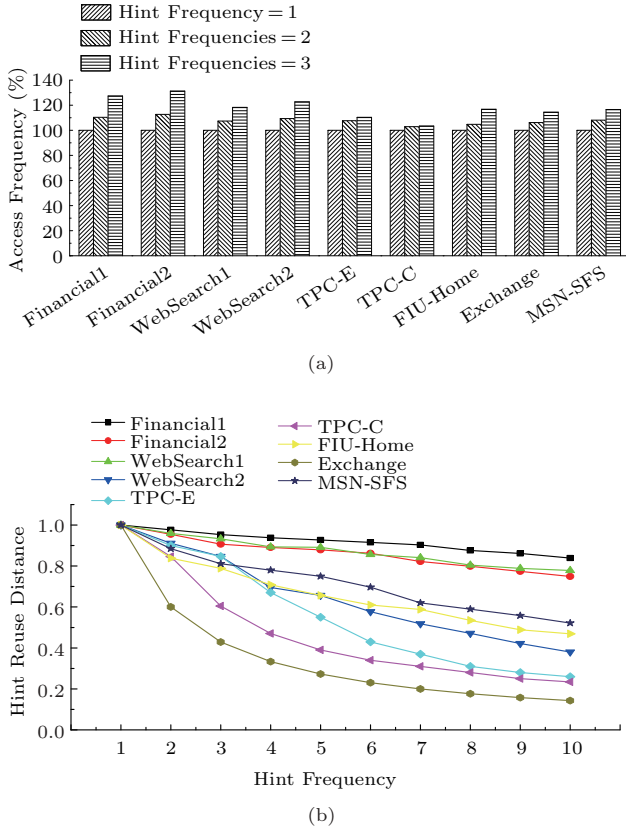 Hint Frequency=1
Hint Frequencies=2
Hint Frequencies=3
Access Frequency (%)
140
120
100
80
60
40
20
0
Financial1
Financial2
WebSearch1
WebSearch2
TPC-E
TPC-C
FIU-Home
Exchange
MSN-SFS
(a)
Financial1
Financial2
WebSearch1
WebSearch2
TPC-E
TPC-C
FIU-Home
Exchange
MSN-SFS
Hint Reuse Distance
1.0
0.8
0.6
0.4
0.2
0.0
1 2 3 4 5 6 7 8 9 10
Hint Frequency
(b)